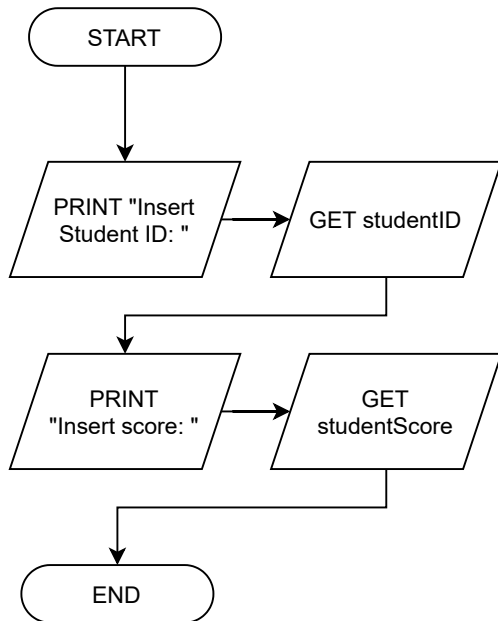 START
PRINT "Insert
Student ID: "
GET studentID
PRINT
"Insert score: "
GET
studentScore
END